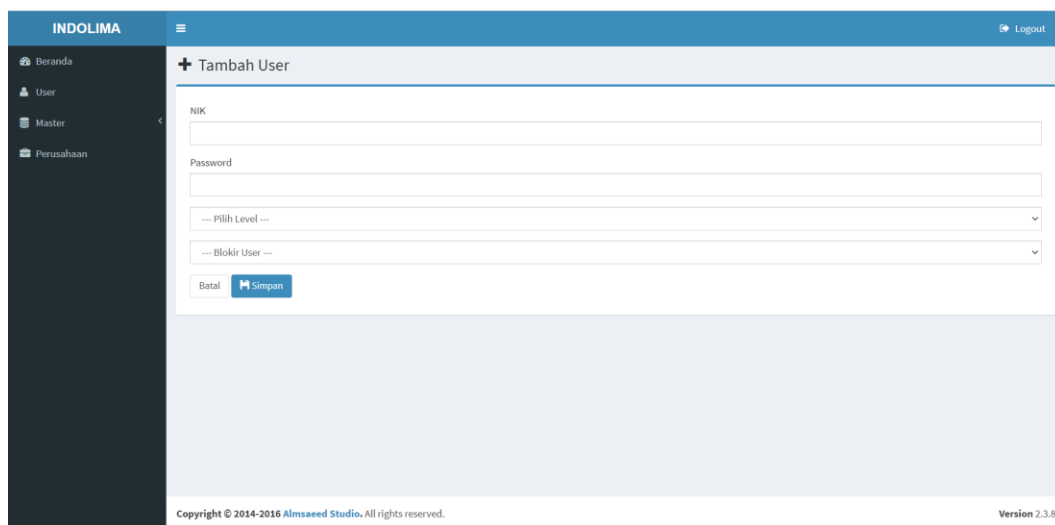 INDOLIMA
Logout
Beranda
User
Master
Perusahaan
Tambah User
NIK
Password
--- Pilih Level ---
--- Blokir User ---
Batal Simpan
Copyright © 2014-2016 Almsaeed Studio. All rights reserved.
Version 2.3.8